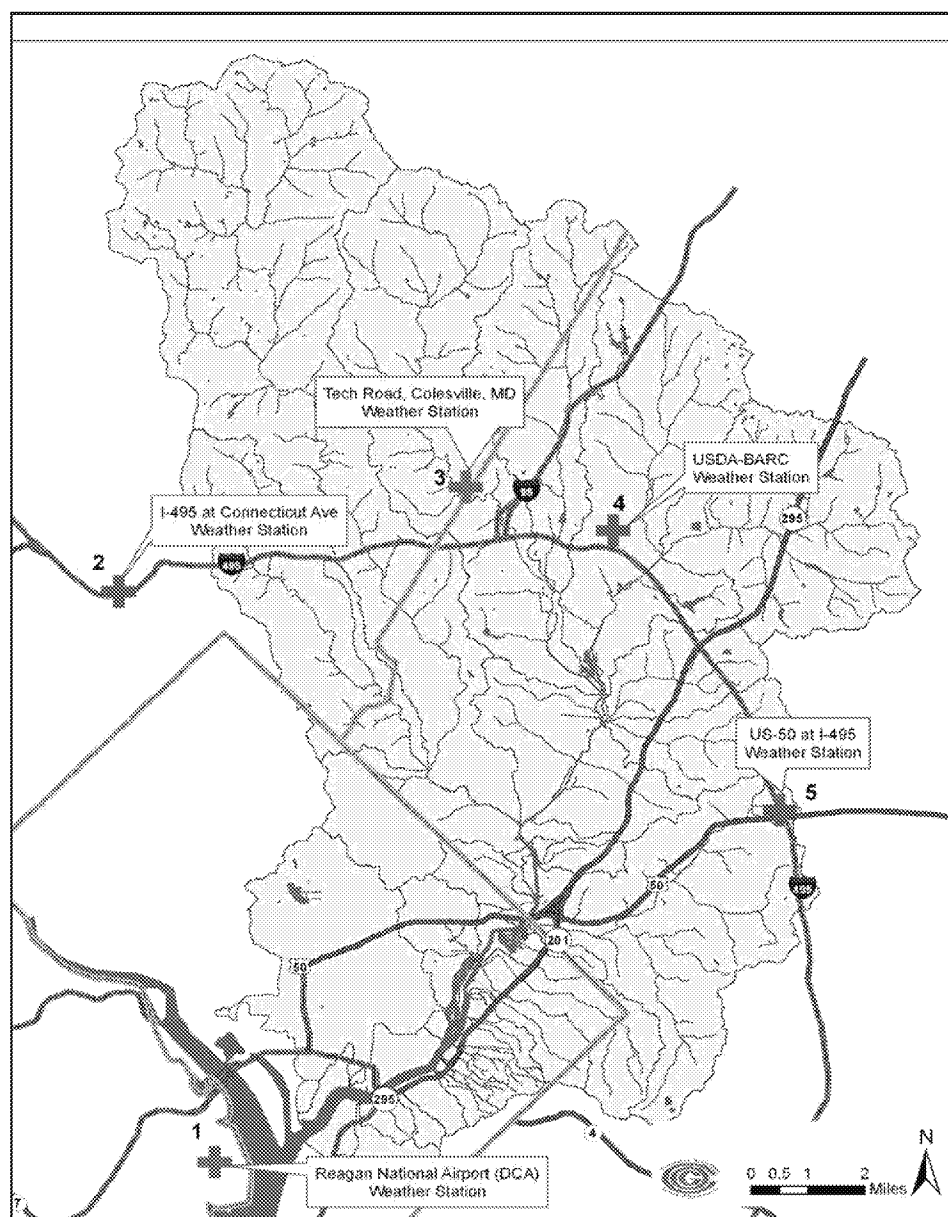 Tech Road, Colesville, MD
Weather Station
3
USDA-BARC
Weather Station
4
295
I-495 at Connecticut Ave
Weather Station
2
US-50 at I-495
Weather Station
5
50
201
50
295
1
4
N
Reagan National Airport (DCA)
Weather Station
0 0.5 1 2
Miles
7